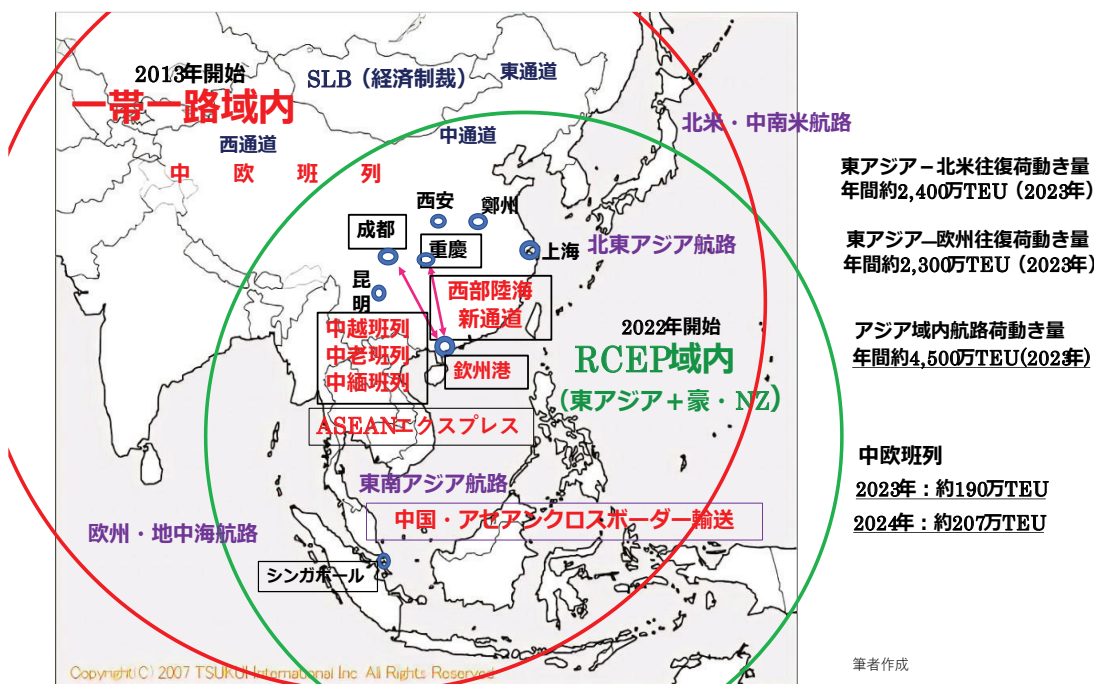 2013年開始
一帯一路域内
SLB（経済制裁）
東通道
西通道
中通道
中 欧 班 列
北米・中南米航路
東アジア－北米往復荷動き量
年間約2,400万TEU（2023年）
東アジア―欧州往復荷動き量
年間約2,300万TEU（2023年）
アジア域内航路荷動き量
年間約4,500万TEU(2023年)
西安
鄭州
成都
重慶
上海
北東アジア航路
昆
明
西部陸海
新通道
中越班列
中老班列
中緬班列
欽州港
2022年開始
RCEP域内
（東アジア＋豪・NZ）
ASEANエクスプレス
東南アジア航路
中国・アセアンクロスボーダー輸送
欧州・地中海航路
シンガポール
中欧班列
2023年：約190万TEU
2024年：約207万TEU
筆者作成
Copyright(C) 2007 TSUKUI International Inc. All Rights Reserved